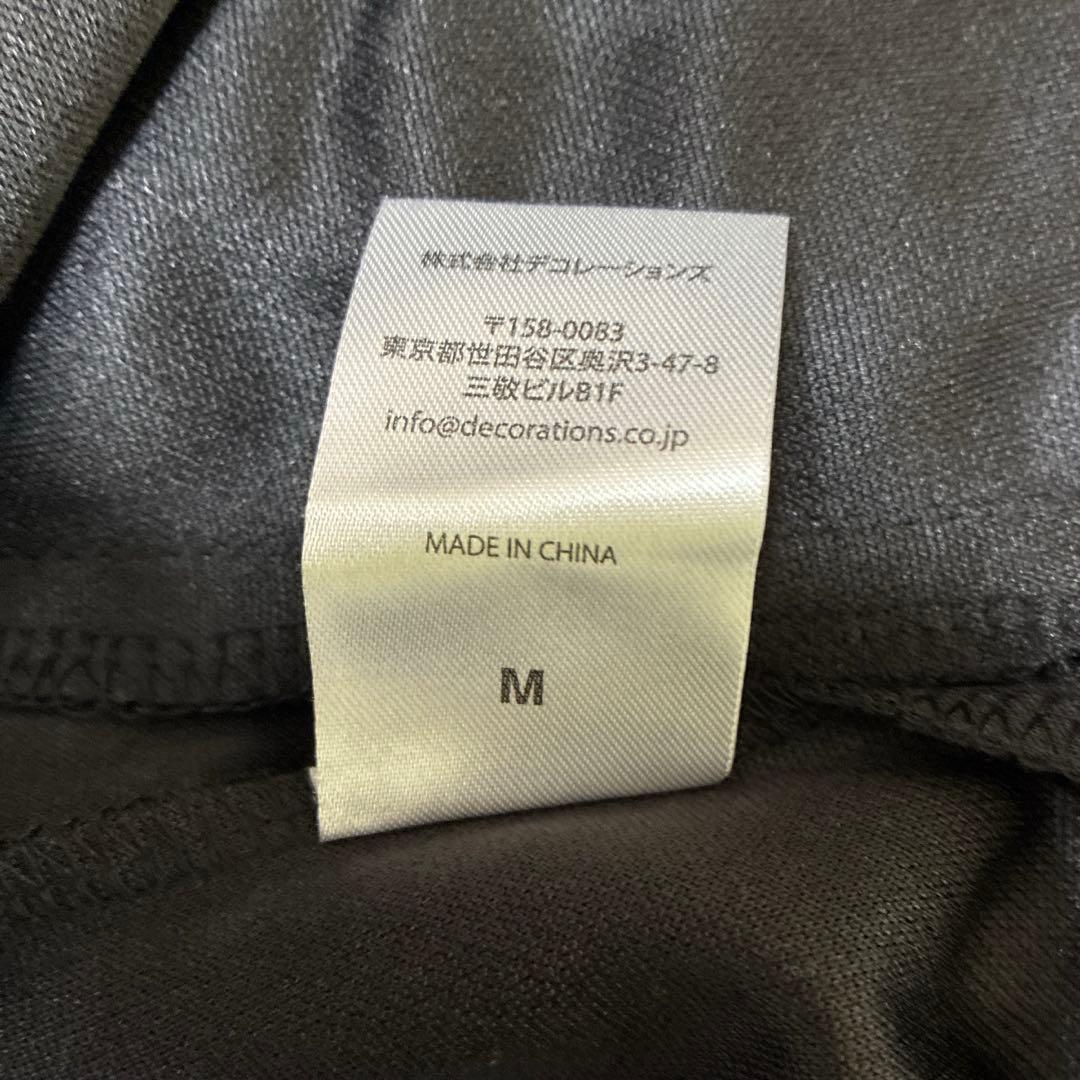 株式会社デコレーションズ
〒158-0083
東京都世田谷区奥沢3-47-8
三敬ビルB1F
info@decorations.co.jp
MADE IN CHINA
M